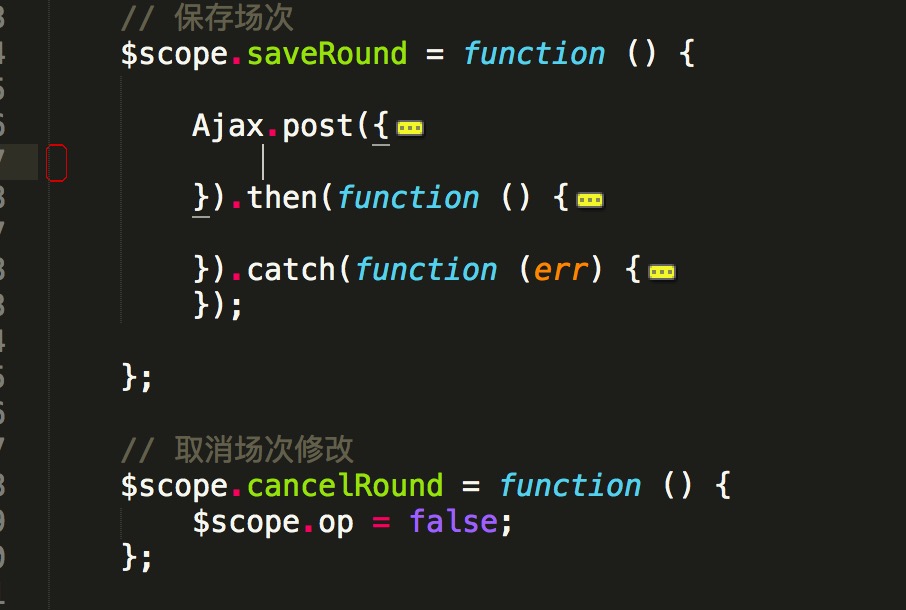 // 保存场次
$scope.saveRound = function () {
Ajax.post({
}).then(function () {
}).catch(function (err) {
});
};
// 取消场次修改
$scope.cancelRound = function () {
$scope.op = false;
};